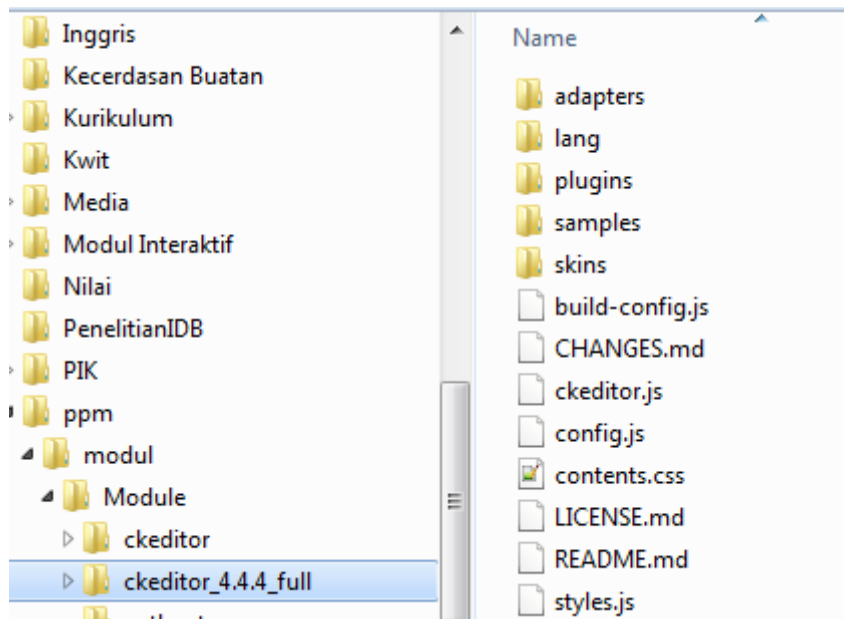 Inggris
Kecerdasan Buatan
Kurikulum
Kwit
Media
Modul Interaktif
Nilai
PenelitianIDB
PIK
ppm
modul
Module
ckeditor
ckeditor_4.4.4_full
Name
adapters
lang
plugins
samples
skins
build-config.js
CHANGES.md
ckeditor.js
config.js
contents.css
LICENSE.md
README.md
styles.js